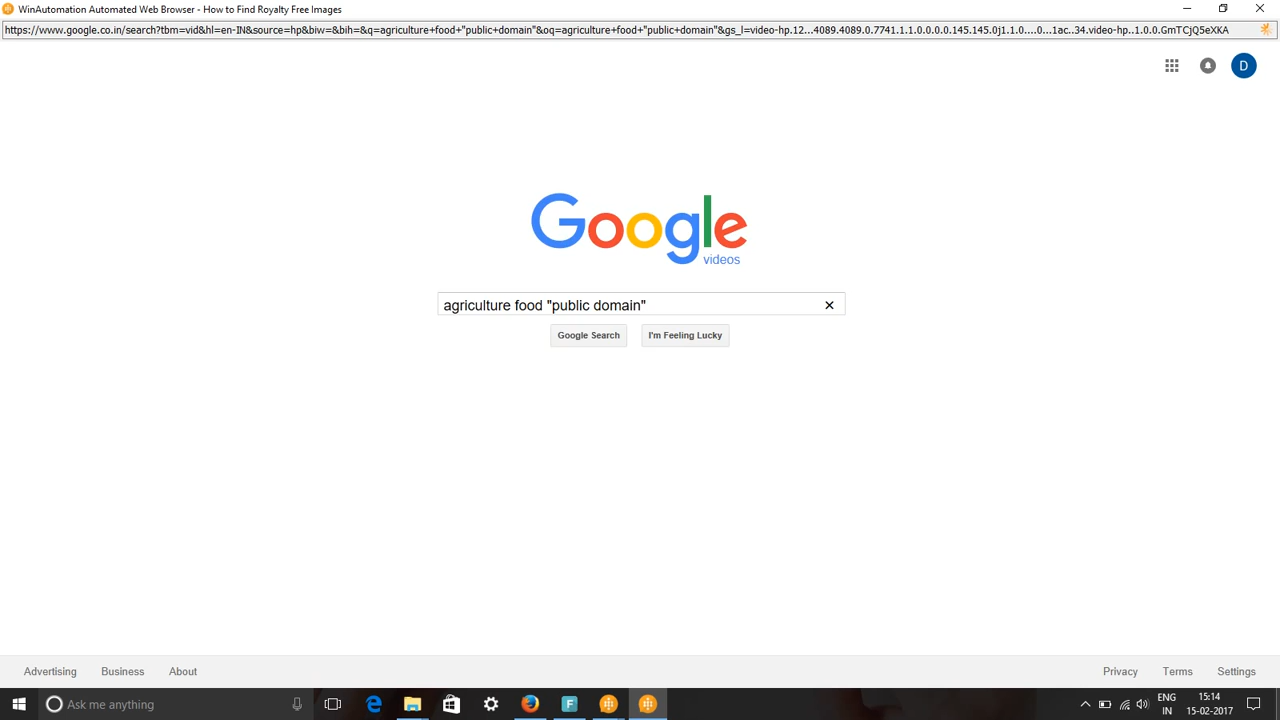 WinAutomation Automated Web Browser - How to Find Royalty Free Images
https://www.google.co.in/search?tbm=vid&hl=en-IN&source=hp&biw=&bih=&q=agriculture+food+"public+domain"&oq=agriculture+food+"public+domain"&gs_l=video-hp.12...4089.4089.0.7741.1.1.0.0.0.0.145.145.0j1.1.0....0...1ac..34.video-hp..1.0.0.GmTCjQ5eXKA
D
Google
videos
agriculture food "public domain"
Google Search I'm Feeling Lucky
Advertising Business About Privacy Terms Settings
Ask me anything
ENG 15:14
IN 15-02-2017